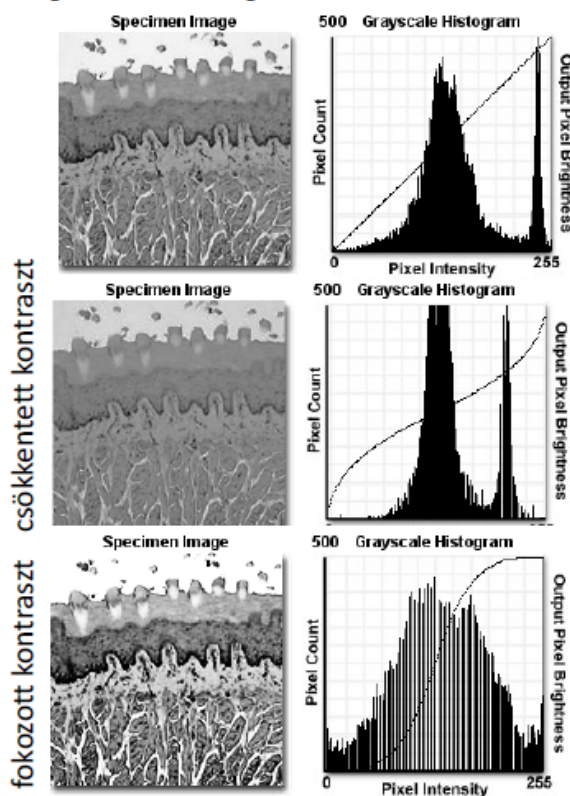 Specimen Image
500 Grayscale Histogram
Pixel Count
Output Pixel Brightness
0 255
Pixel Intensity
csökkentett kontraszt
Specimen Image
500 Grayscale Histogram
Pixel Count
Output Pixel Brightness
fokozott kontraszt
Specimen Image
500 Grayscale Histogram
Pixel Count
Output Pixel Brightness
0 255
Pixel Intensity